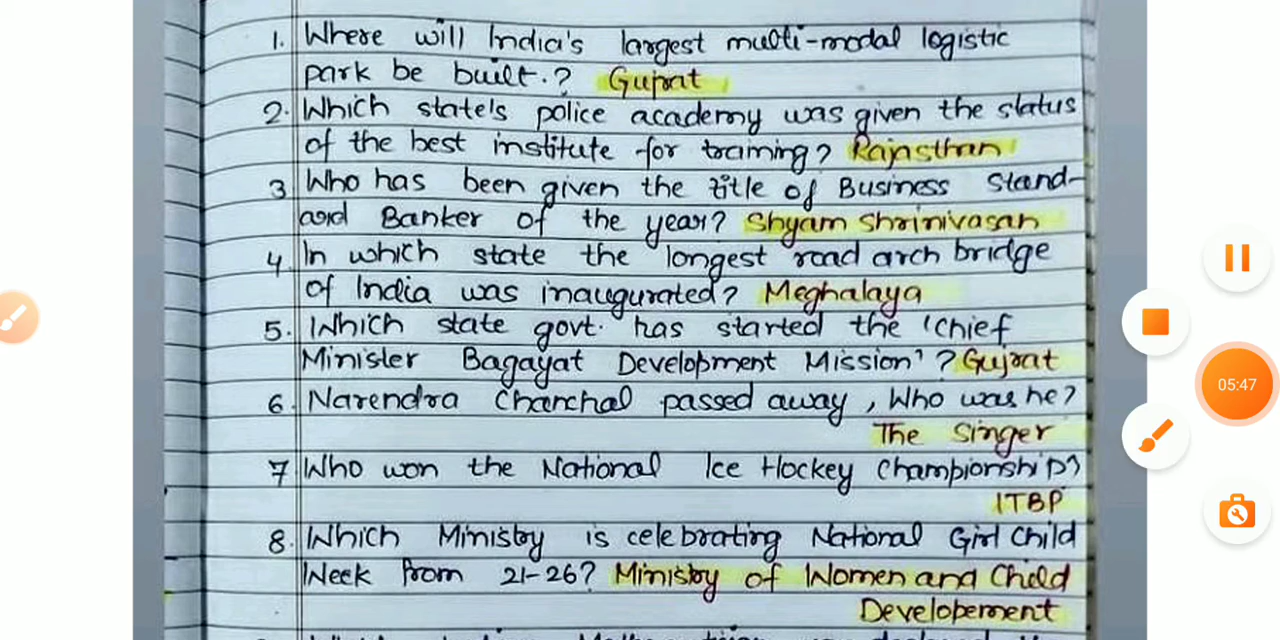 1. Where will India's largest multi-modal logistic
park be built.? Gujrat
2. Which state's police academy was given the status
of the best institute for training? Rajasthan
3 Who has been given the title of Business Stand-
ard Banker of the year? Shyam Shrinivasan
4. In which state the longest road arch bridge
of India was inaugurated? Meghalaya
5. Which state govt. has started the 'Chief
Minister Bagayat Development Mission'? Gujrat
6. Narendra Chanchal passed away, Who was he?
The Singer
7 Who won the National Ice Hockey Championship?
ITBP
8. Which Ministry is celebrating National Girl Child
Week from 21-26? Ministry of Women and Child
Developement
05:47